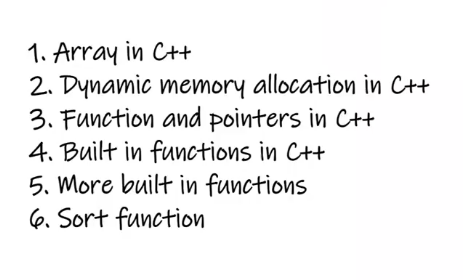 1. Array in C++
2. Dynamic memory allocation in C++
3. Function and pointers in C++
4. Built in functions in C++
5. More built in functions
6. Sort function